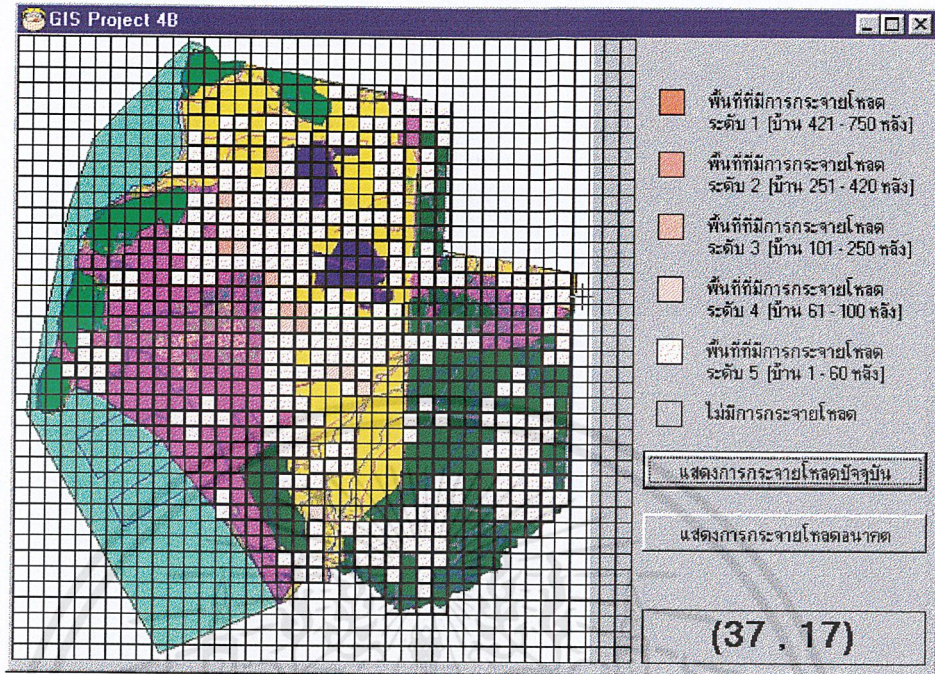 GIS Project 4B
พื้นที่ที่มีการกระจายโหลด
ระดับ 1 [บ้าน 421 - 750 หลัง]
พื้นที่ที่มีการกระจายโหลด
ระดับ 2 [บ้าน 251 - 420 หลัง]
พื้นที่ที่มีการกระจายโหลด
ระดับ 3 [บ้าน 101 - 250 หลัง]
พื้นที่ที่มีการกระจายโหลด
ระดับ 4 [บ้าน 61 - 100 หลัง]
พื้นที่ที่มีการกระจายโหลด
ระดับ 5 [บ้าน 1 - 60 หลัง]
ไม่มีการกระจายโหลด
แสดงการกระจายโหลดปัจจุบัน
แสดงการกระจายโหลดอนาคต
(37 , 17)